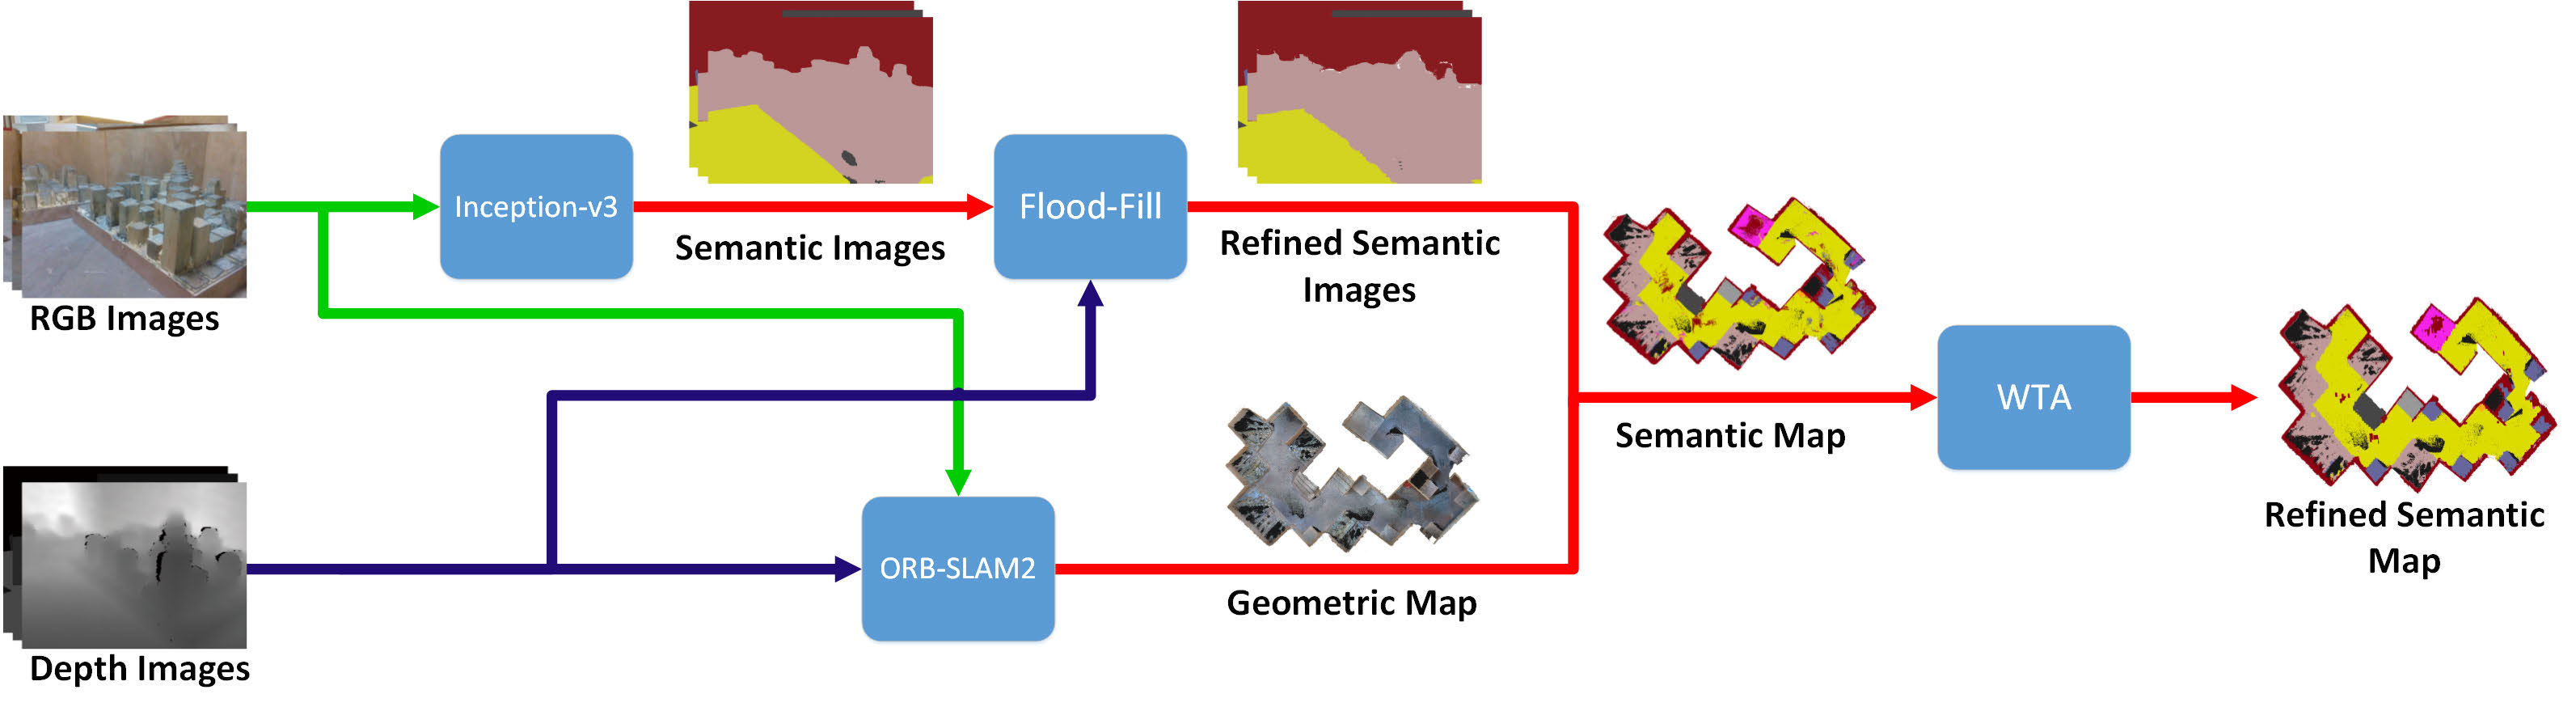 RGB Images
Inception-v3
Semantic Images
Flood-Fill
Refined Semantic
Images
Depth Images
ORB-SLAM2
Geometric Map
Semantic Map
WTA
Refined Semantic
Map